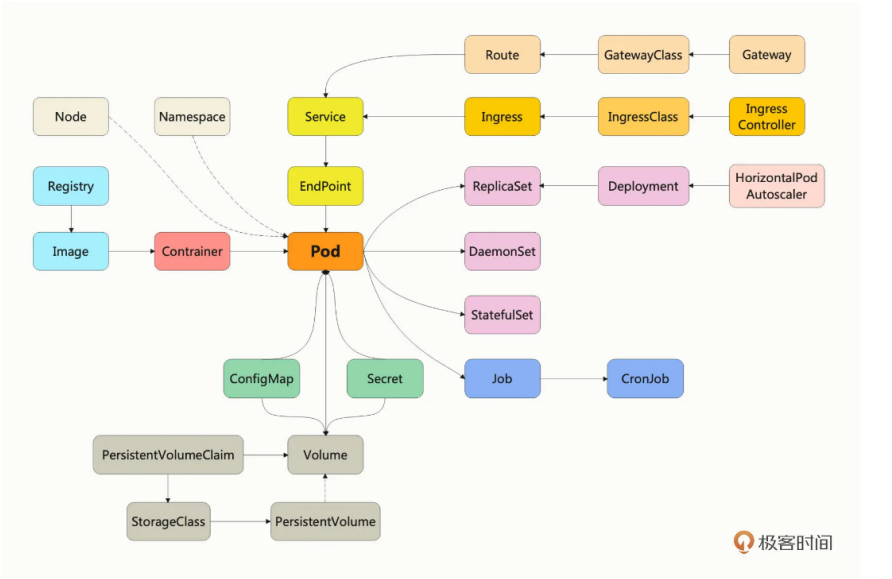 Route
GatewayClass
Gateway
Node
Namespace
Service
Ingress
IngressClass
Ingress
Controller
Registry
EndPoint
ReplicaSet
Deployment
HorizontalPod
Autoscaler
Image
Contrainer
Pod
DaemonSet
StatefulSet
ConfigMap
Secret
Job
CronJob
PersistentVolumeClaim
Volume
StorageClass
PersistentVolume
极客时间